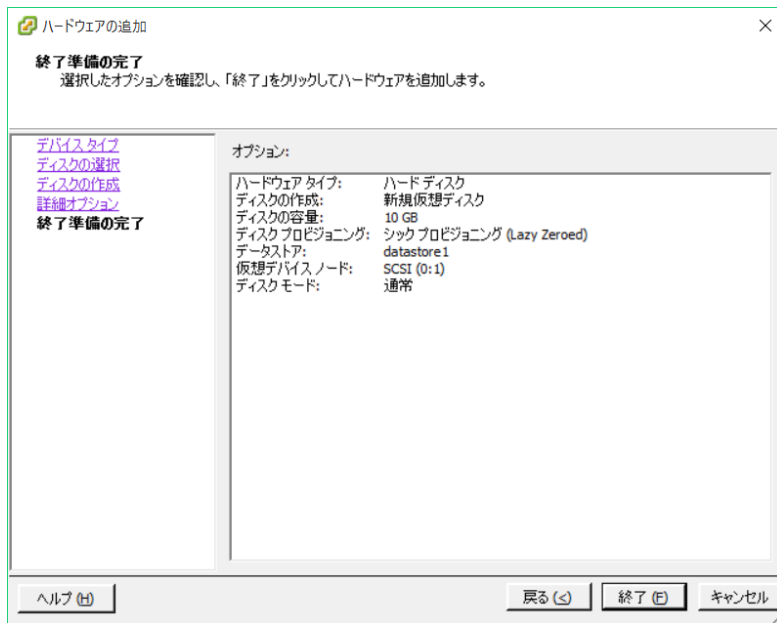 ハードウェアの追加
終了準備の完了
選択したオプションを確認し、「終了」をクリックしてハードウェアを追加します。
デバイス タイプ
ディスクの選択
ディスクの作成
詳細オプション
終了準備の完了
オプション:
ハードウェア タイプ: ハード ディスク
ディスクの作成: 新規仮想ディスク
ディスクの容量: 10 GB
ディスク プロビジョニング: シック プロビジョニング (Lazy Zeroed)
データストア: datastore1
仮想デバイス ノード: SCSI (0:1)
ディスク モード: 通常
ヘルプ (H) 戻る (<) 終了 (F) キャンセル